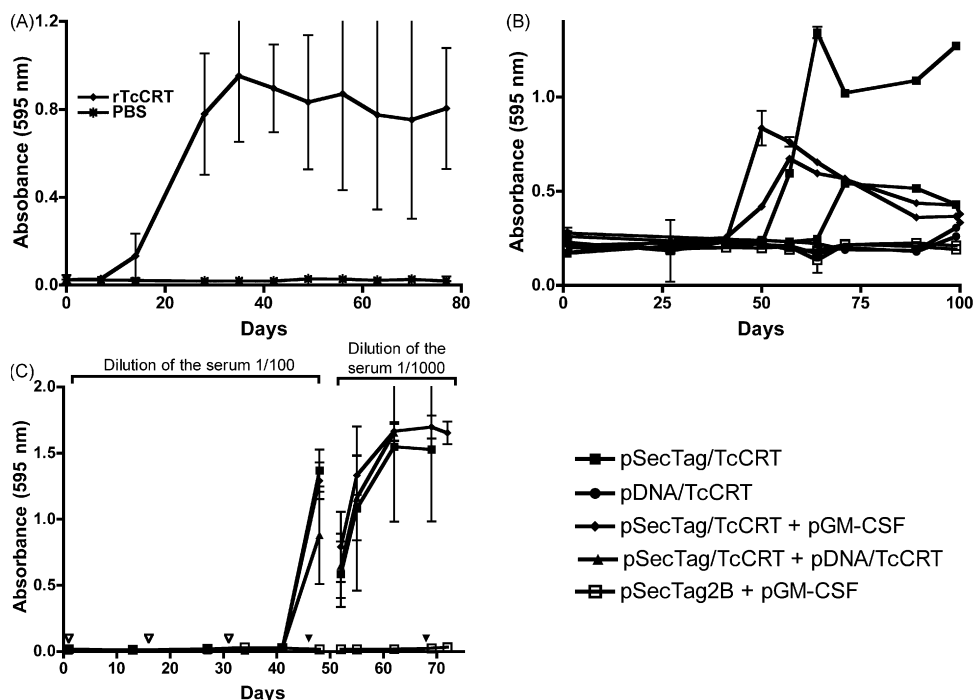 (A)
1.2
0.8
0.4
0.0
Absobance (595 nm)
rTcCRT
PBS
0
20
40
60
80
Days
(B)
1.0
0.5
0.0
Absorbance (595 nm)
0
25
50
75
100
Days
(C)
Dilution of the serum 1/100
Dilution of the
serum 1/1000
2.0
1.5
1.0
0.5
0.0
Absorbance (595 nm)
0
10
20
30
40
50
60
70
Days
pSecTag/TcCRT
pDNA/TcCRT
pSecTag/TcCRT + pGM-CSF
pSecTag/TcCRT + pDNA/TcCRT
pSecTag2B + pGM-CSF